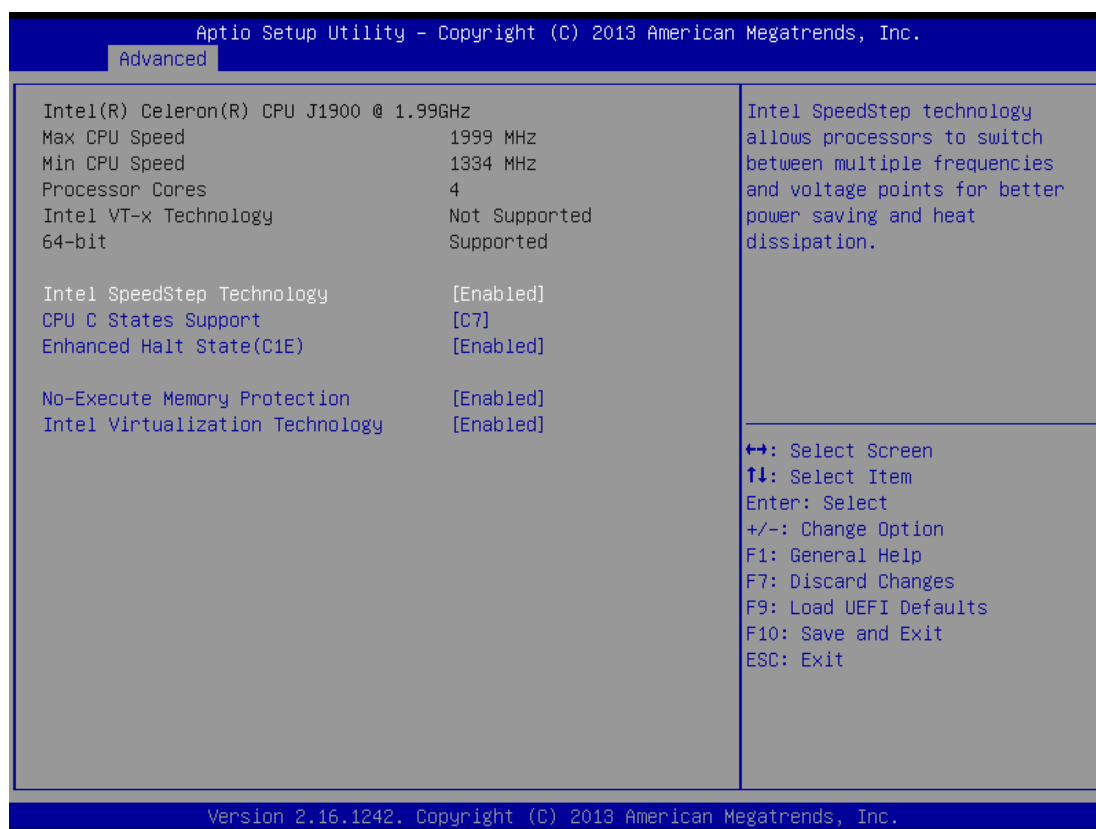 Aptio Setup Utility – Copyright (C) 2013 American Megatrends, Inc.
Advanced
Intel(R) Celeron(R) CPU J1900 @ 1.99GHz
Max CPU Speed 1999 MHz
Min CPU Speed 1334 MHz
Processor Cores 4
Intel VT-x Technology Not Supported
64-bit Supported
Intel SpeedStep Technology [Enabled]
CPU C States Support [C7]
Enhanced Halt State(C1E) [Enabled]
No-Execute Memory Protection [Enabled]
Intel Virtualization Technology [Enabled]
Intel SpeedStep technology
allows processors to switch
between multiple frequencies
and voltage points for better
power saving and heat
dissipation.
↔: Select Screen
↑↓: Select Item
Enter: Select
+/-: Change Option
F1: General Help
F7: Discard Changes
F9: Load UEFI Defaults
F10: Save and Exit
ESC: Exit
Version 2.16.1242. Copyright (C) 2013 American Megatrends, Inc.